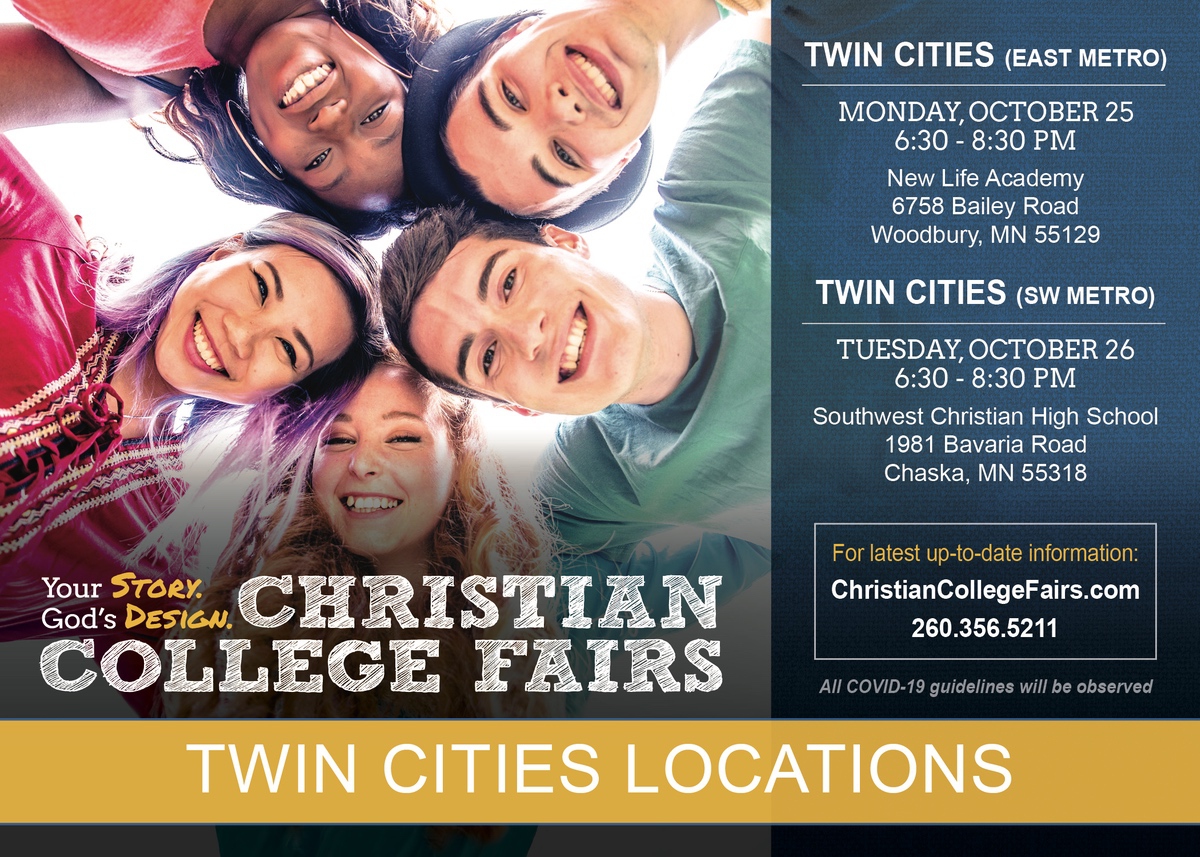 TWIN CITIES (EAST METRO)
MONDAY, OCTOBER 25
6:30 - 8:30 PM
New Life Academy
6758 Bailey Road
Woodbury, MN 55129
TWIN CITIES (SW METRO)
TUESDAY, OCTOBER 26
6:30 - 8:30 PM
Southwest Christian High School
1981 Bavaria Road
Chaska, MN 55318
For latest up-to-date information:
ChristianCollegeFairs.com
260.356.5211
All COVID-19 guidelines will be observed
Your STORY.
God's DESIGN.
CHRISTIAN
COLLEGE FAIRS
TWIN CITIES LOCATIONS